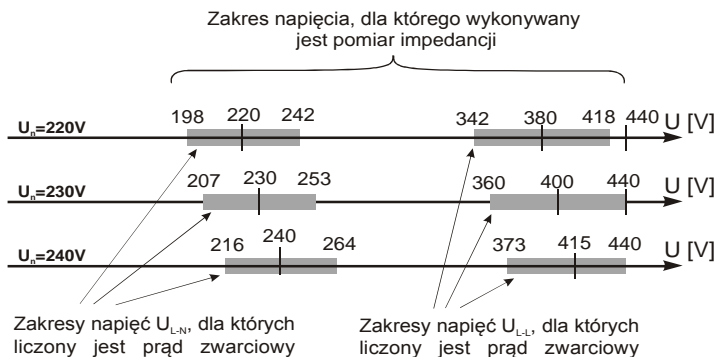 Zakres napięcia, dla którego wykonywany
jest pomiar impedancji
198 220 242 342 380 418 440 U [V]
Un=220V
207 230 253 360 400 440 U [V]
Un=230V
216 240 264 373 415 440 U [V]
Un=240V
Zakresy napięć UL-N, dla których
liczony jest prąd zwarciowy
Zakresy napięć UL-L, dla których
liczony jest prąd zwarciowy